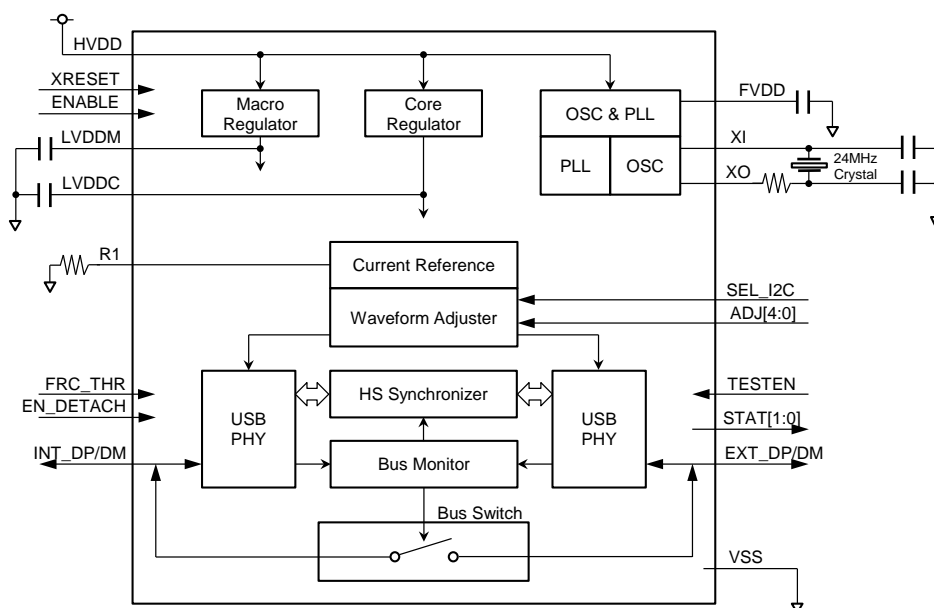 HVDD
XRESET
ENABLE
Macro
Regulator
Core
Regulator
OSC & PLL
FVDD
LVDDM
PLL
OSC
XI
24MHz
Crystal
XO
LVDDC
R1
Current Reference
SEL_I2C
Waveform Adjuster
ADJ[4:0]
FRC_THR
EN_DETACH
USB
PHY
HS Synchronizer
USB
PHY
TESTEN
STAT[1:0]
INT_DP/DM
Bus Monitor
EXT_DP/DM
Bus Switch
VSS